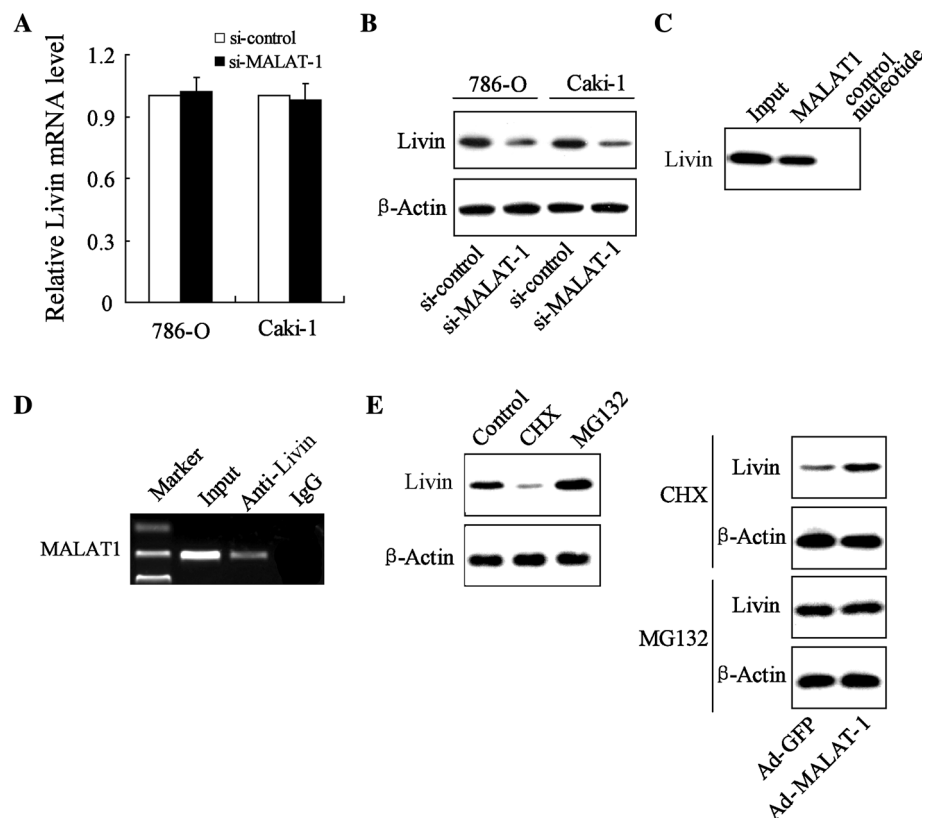 A
si-control
si-MALAT-1
Relative Livin mRNA level
1.2
0.9
0.6
0.3
0
786-O
Caki-1
B
786-O
Caki-1
Livin
β-Actin
si-control
si-MALAT-1
si-control
si-MALAT-1
C
Input
MALAT1
control
nucleotide
Livin
D
Marker
Input
Anti-Livin
IgG
MALAT1
E
Control
CHX
MG132
Livin
β-Actin
CHX
Livin
β-Actin
MG132
Livin
β-Actin
Ad-GFP
Ad-MALAT-1